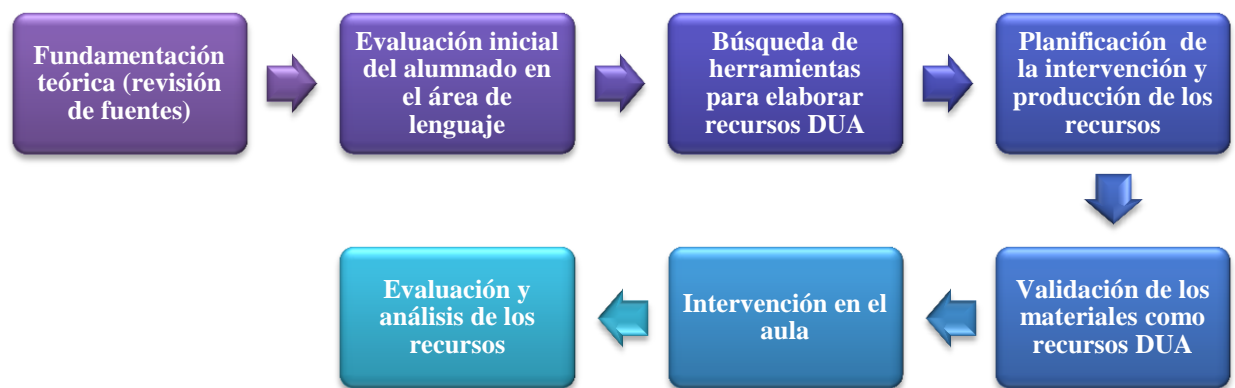 Fundamentación
teórica (revisión
de fuentes)
Evaluación inicial
del alumnado en
el área de
lenguaje
Búsqueda de
herramientas
para elaborar
recursos DUA
Planificación de
la intervención y
producción de los
recursos
Validación de los
materiales como
recursos DUA
Intervención en el
aula
Evaluación y
análisis de los
recursos